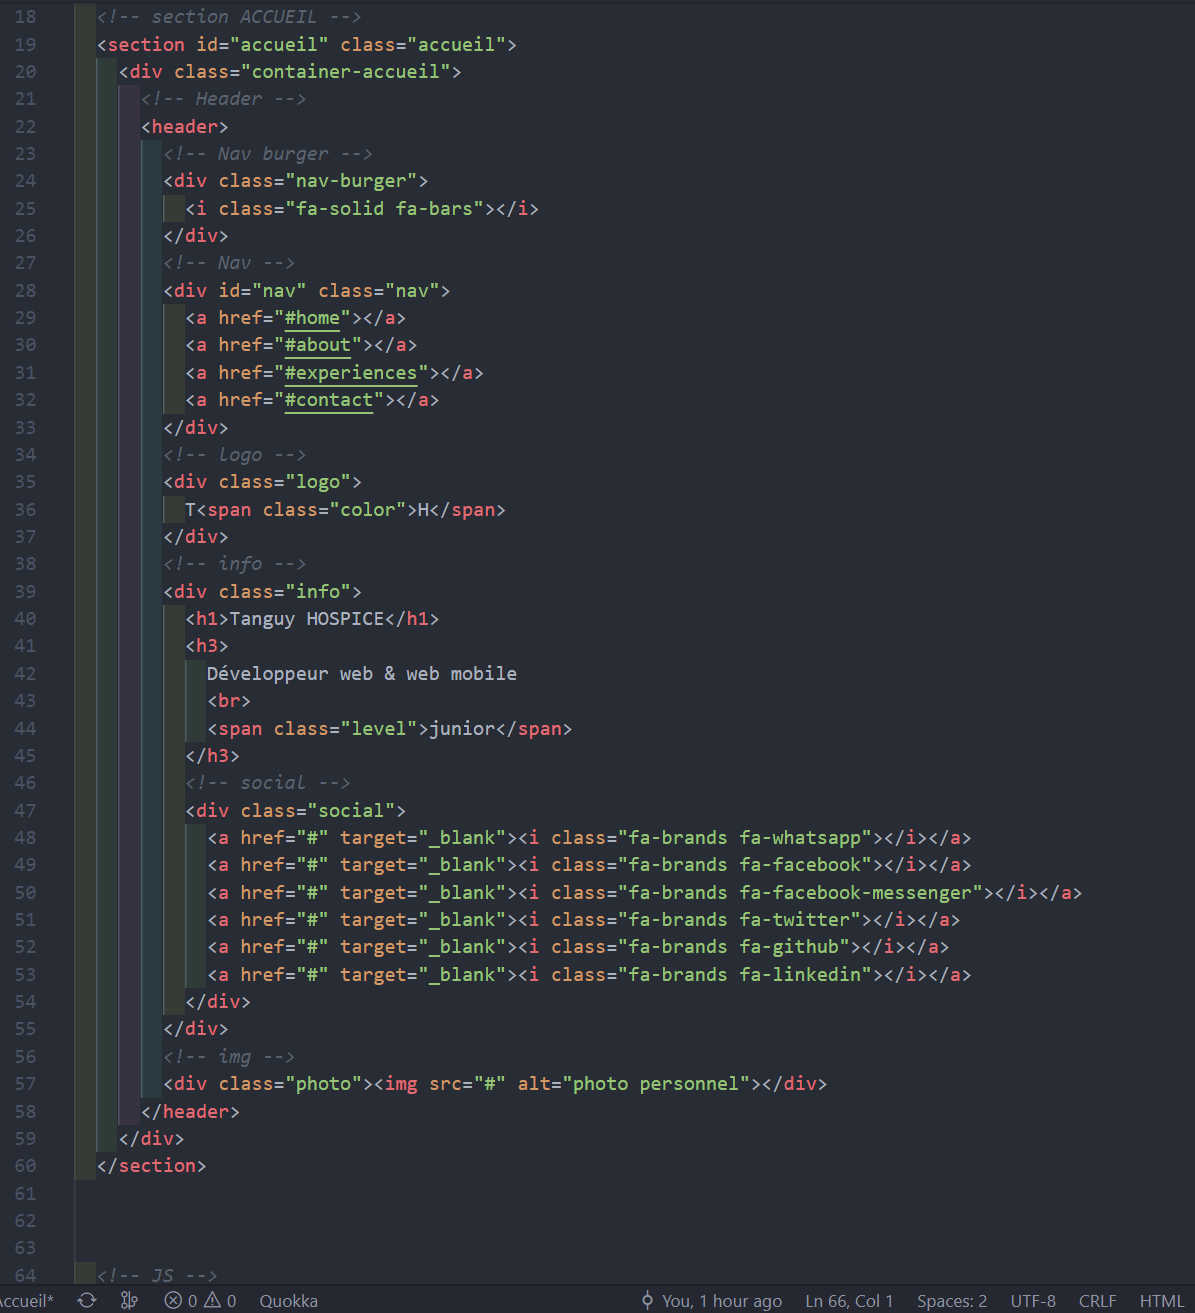 18 <!-- section ACCUEIL -->
19 <section id="accueil" class="accueil">
20 <div class="container-accueil">
21 <!-- Header -->
22 <header>
23 <!-- Nav burger -->
24 <div class="nav-burger">
25 <i class="fa-solid fa-bars"></i>
26 </div>
27 <!-- Nav -->
28 <div id="nav" class="nav">
29 <a href="#home"></a>
30 <a href="#about"></a>
31 <a href="#experiences"></a>
32 <a href="#contact"></a>
33 </div>
34 <!-- logo -->
35 <div class="logo">
36 T<span class="color">H</span>
37 </div>
38 <!-- info -->
39 <div class="info">
40 <h1>Tanguy HOSPICE</h1>
41 <h3>
42 Développeur web & web mobile
43 <br>
44 <span class="level">junior</span>
45 </h3>
46 <!-- social -->
47 <div class="social">
48 <a href="#" target="_blank"><i class="fa-brands fa-whatsapp"></i></a>
49 <a href="#" target="_blank"><i class="fa-brands fa-facebook"></i></a>
50 <a href="#" target="_blank"><i class="fa-brands fa-facebook-messenger"></i></a>
51 <a href="#" target="_blank"><i class="fa-brands fa-twitter"></i></a>
52 <a href="#" target="_blank"><i class="fa-brands fa-github"></i></a>
53 <a href="#" target="_blank"><i class="fa-brands fa-linkedin"></i></a>
54 </div>
55 </div>
56 <!-- img -->
57 <div class="photo"><img src="#" alt="photo personnel"></div>
58 </header>
59 </div>
60 </section>
61
62
63
64 <!-- JS -->
Accueil* 0 0 Quokka You, 1 hour ago Ln 66, Col 1 Spaces: 2 UTF-8 CRLF HTML